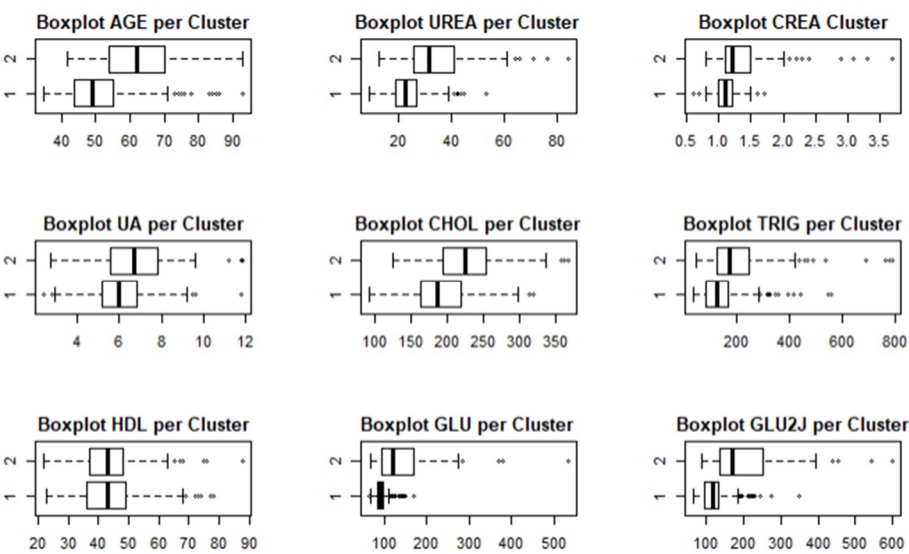 Boxplot AGE per Cluster
2
1
40 50 60 70 80 90
Boxplot UREA per Cluster
2
1
20 40 60 80
Boxplot CREA Cluster
2
1
0.5 1.0 1.5 2.0 2.5 3.0 3.5
Boxplot UA per Cluster
2
1
4 6 8 10 12
Boxplot CHOL per Cluster
2
1
100 150 200 250 300 350
Boxplot TRIG per Cluster
2
1
200 400 600 800
Boxplot HDL per Cluster
2
1
20 30 40 50 60 70 80 90
Boxplot GLU per Cluster
2
1
100 200 300 400 500
Boxplot GLU2J per Cluster
2
1
100 200 300 400 500 600